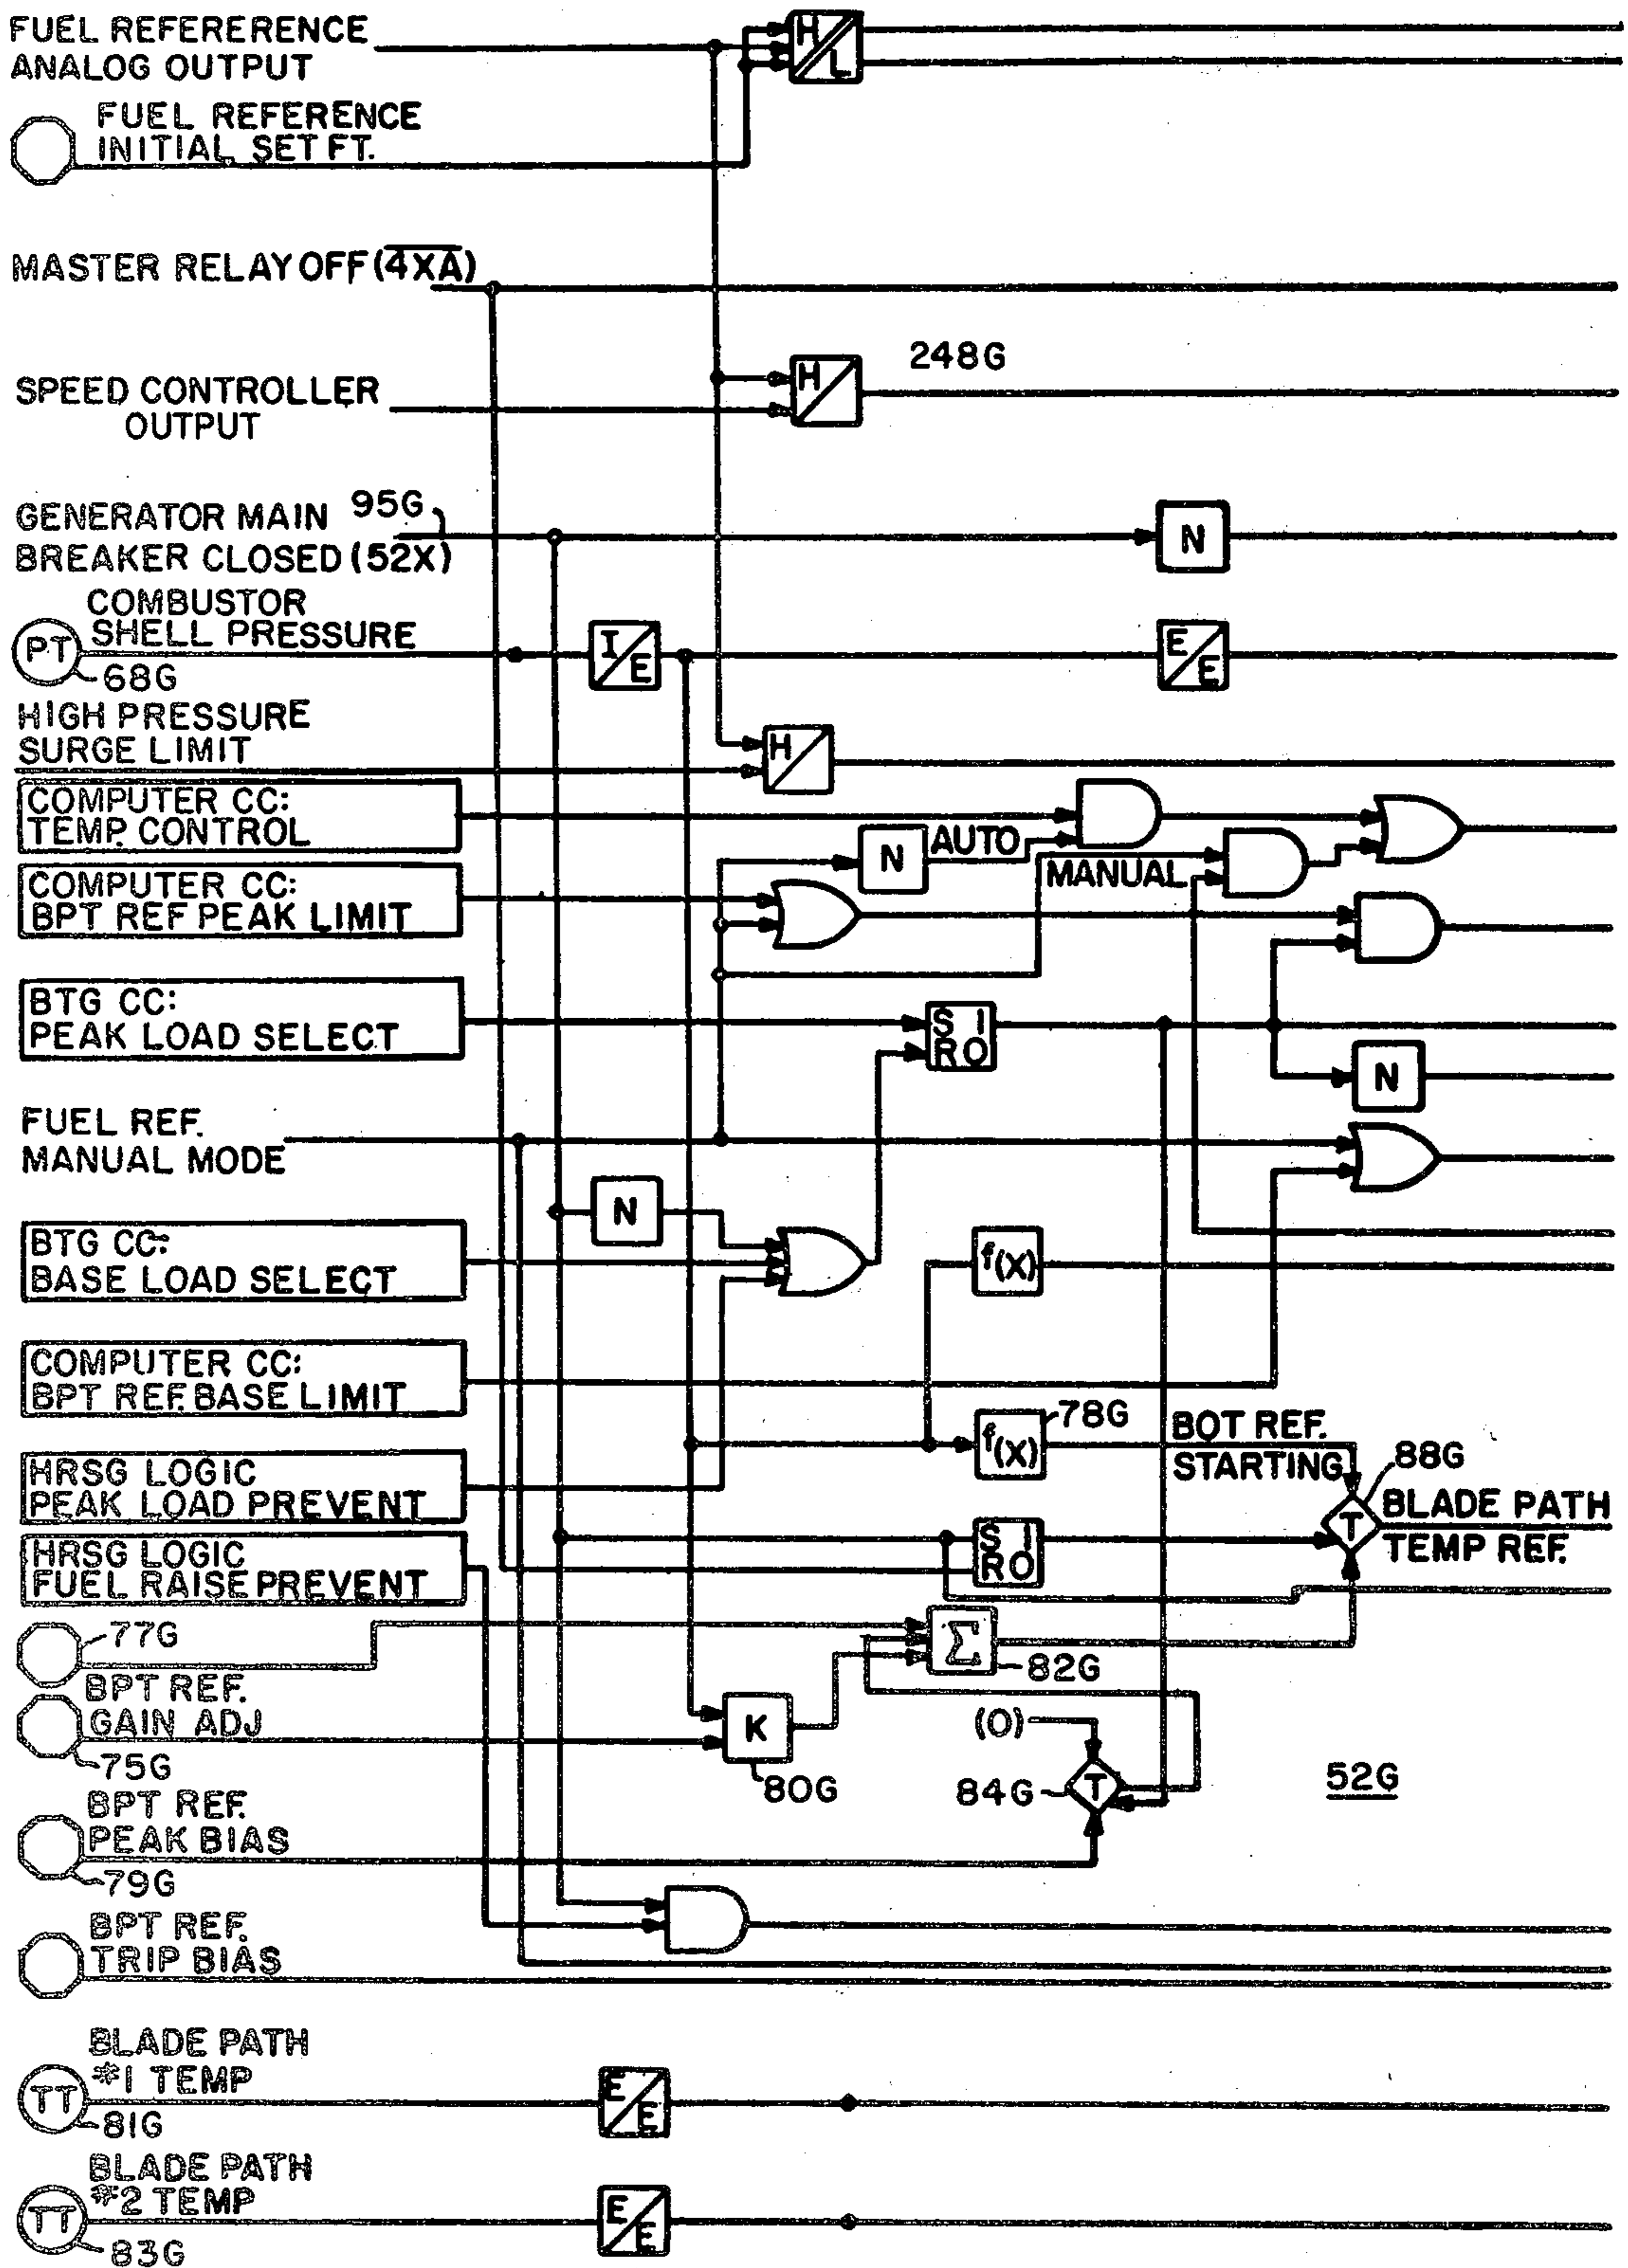 FUEL REFERERENCE
ANALOG OUTPUT
H
L
FUEL REFERENCE
INITIAL SET FT.
MASTER RELAY OFF (4XA)
248G
H
SPEED CONTROLLER
OUTPUT
GENERATOR MAIN 95G
BREAKER CLOSED (52X)
N
COMBUSTOR
SHELL PRESSURE
PT
68G
I
E
E
E
HIGH PRESSURE
SURGE LIMIT
H
COMPUTER CC:
TEMP. CONTROL
N
AUTO
MANUAL
COMPUTER CC:
BPT REF PEAK LIMIT
BTG CC:
PEAK LOAD SELECT
S I
R O
N
FUEL REF.
MANUAL MODE
N
BTG CC:
BASE LOAD SELECT
f(X)
COMPUTER CC:
BPT REF. BASE LIMIT
f(X)
78G
BOT REF.
STARTING
88G
HRSG LOGIC
PEAK LOAD PREVENT
T
BLADE PATH
TEMP REF.
HRSG LOGIC
FUEL RAISE PREVENT
S I
R O
77G
Σ
82G
BPT REF.
GAIN ADJ
75G
K
80G
(O)
84G
T
52G
BPT REF.
PEAK BIAS
79G
BPT REF.
TRIP BIAS
BLADE PATH
*1 TEMP
TT
81G
E
E
BLADE PATH
*2 TEMP
TT
83G
E
E